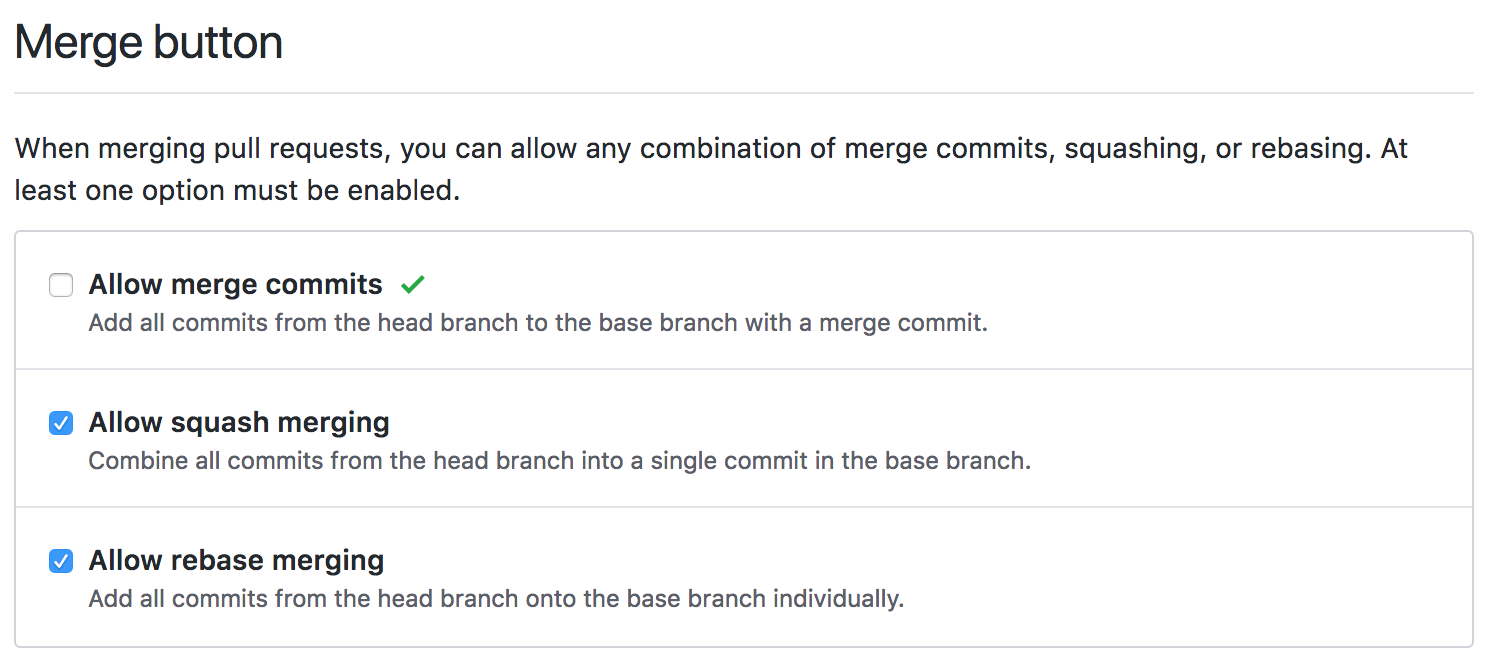 Merge button
When merging pull requests, you can allow any combination of merge commits, squashing, or rebasing. At
least one option must be enabled.
Allow merge commits
Add all commits from the head branch to the base branch with a merge commit.
Allow squash merging
Combine all commits from the head branch into a single commit in the base branch.
Allow rebase merging
Add all commits from the head branch onto the base branch individually.